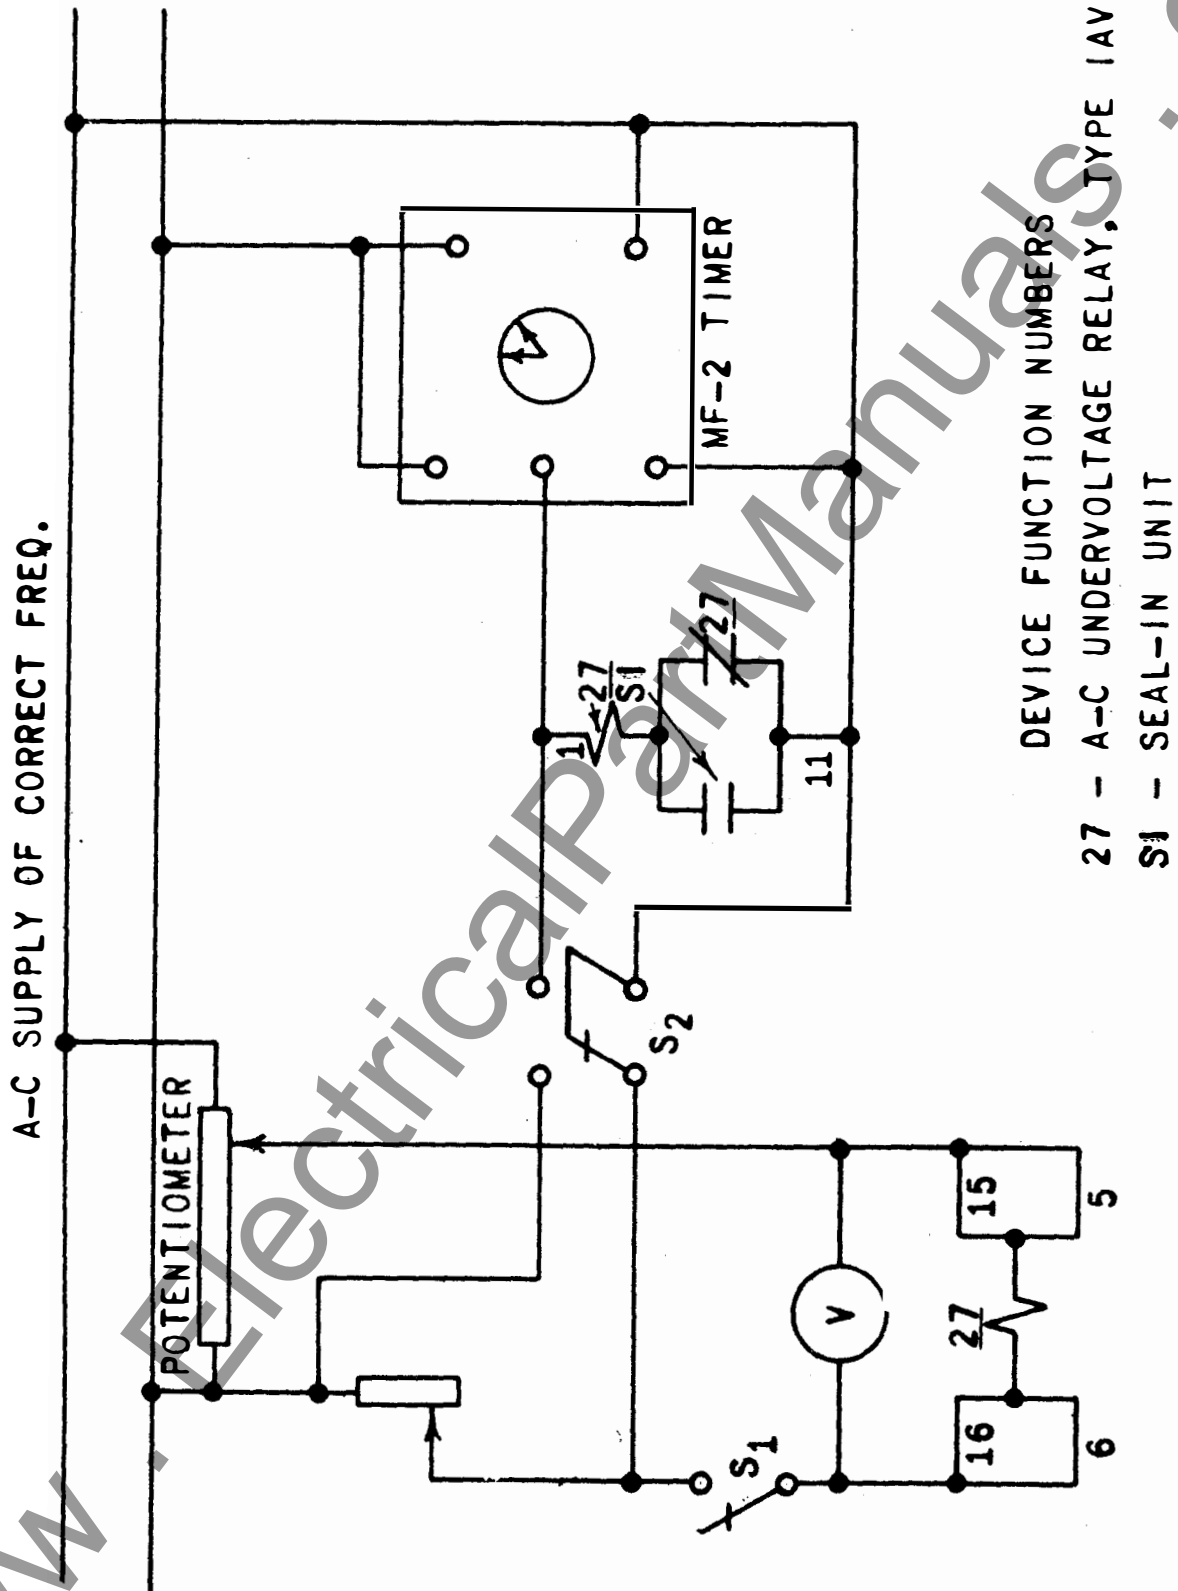 A-C SUPPLY OF CORRECT FREQ.
POTENTIOMETER
MF-2 TIMER
1
27
SI
27
11
S2
S1
V
15
5
27
16
6
DEVICE FUNCTION NUMBERS
27 - A-C UNDERVOLTAGE RELAY, TYPE IAV
SI - SEAL-IN UNIT
w . ElectricalPartManuals .